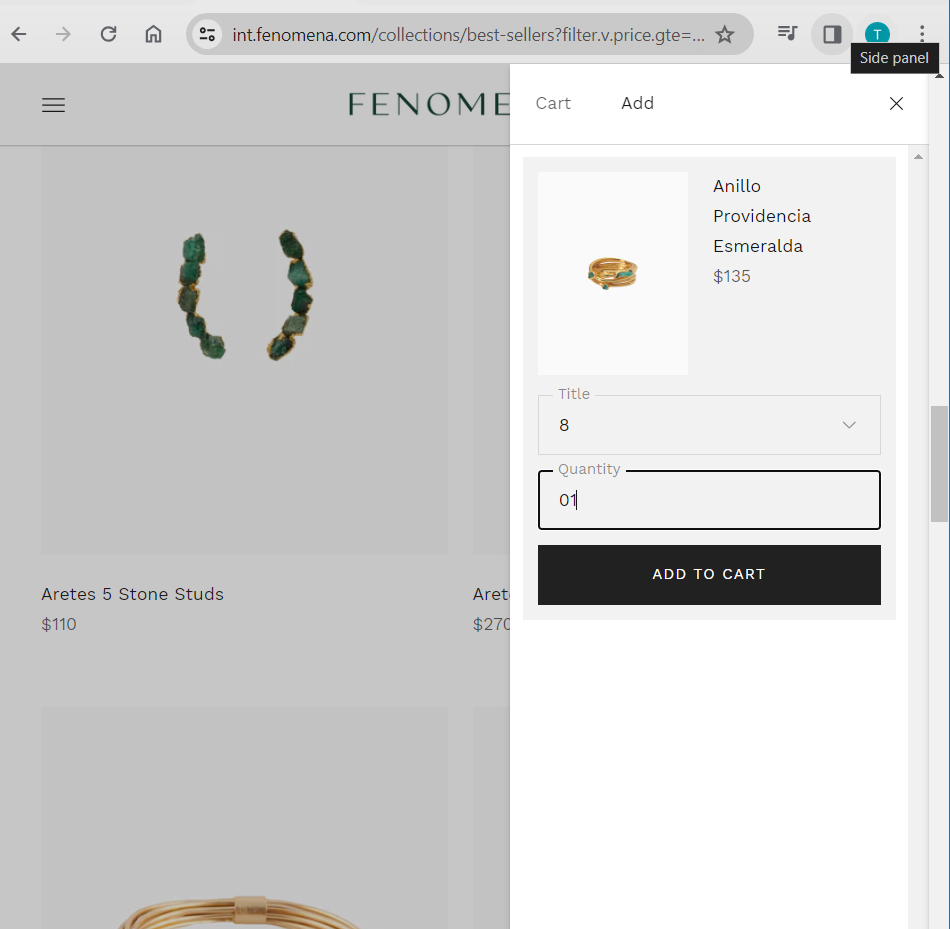 int.fenomena.com/collections/best-sellers?filter.v.price.gte=...
T
Side panel
FENOME
Cart
Add
Anillo
Providencia
Esmeralda
$135
Title
8
Quantity
01
ADD TO CART
Aretes 5 Stone Studs
$110
Aret
$270